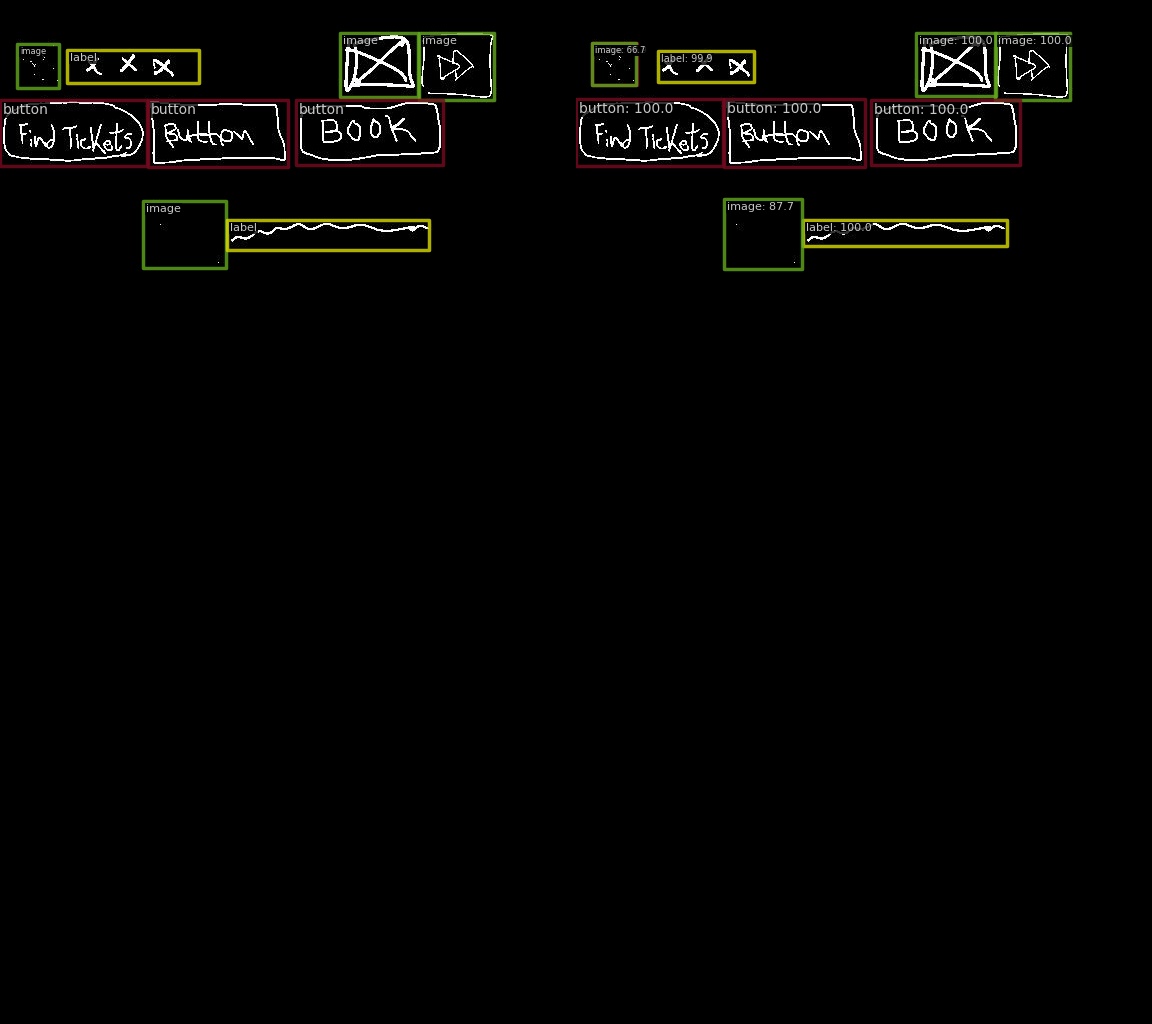 image image image: 66.7 image: 100.0 image: 100.0
image label label: 99.9
x x x
button button button button: 100.0 button: 100.0 button: 100.0
Find Tickets Button BOOK Find Tickets Button BOOK
image image: 87.7
label label: 100.0